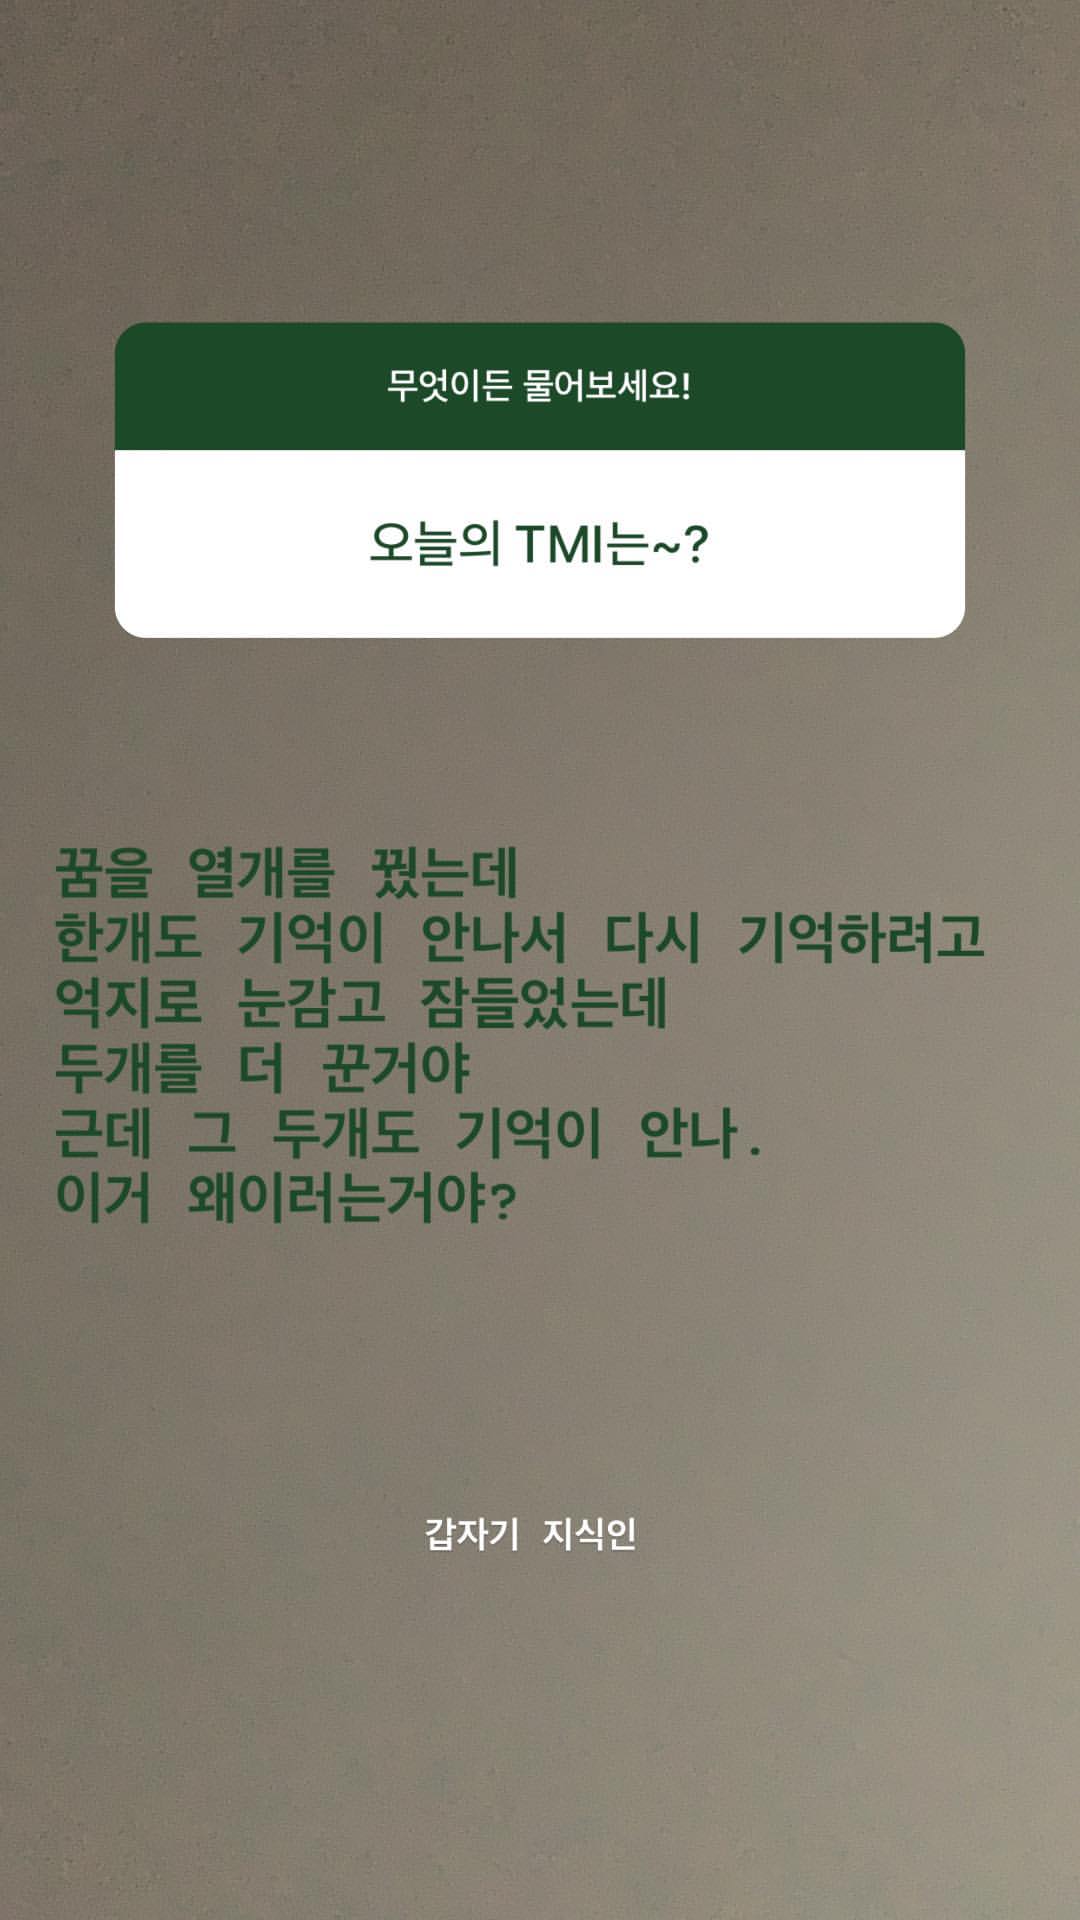 무엇이든 물어보세요!
오늘의 TMI는~?
꿈을 열개를 꿨는데
한개도 기억이 안나서 다시 기억하려고
억지로 눈감고 잠들었는데
두개를 더 꾼거야
근데 그 두개도 기억이 안나.
이거 왜이러는거야?
갑자기 지식인